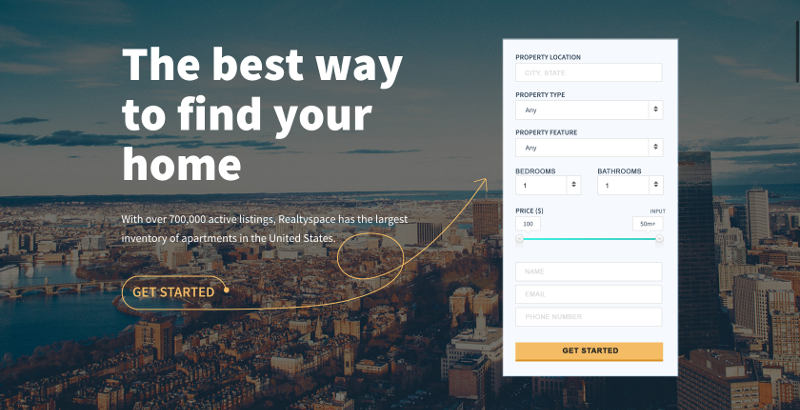 The best way
to find your
home
With over 700,000 active listings, Realtyspace has the largest
inventory of apartments in the United States.
GET STARTED
PROPERTY LOCATION
CITY, STATE
PROPERTY TYPE
Any
PROPERTY FEATURE
Any
BEDROOMS BATHROOMS
1 1
PRICE ($) INPUT
100 50m+
NAME
EMAIL
PHONE NUMBER
GET STARTED